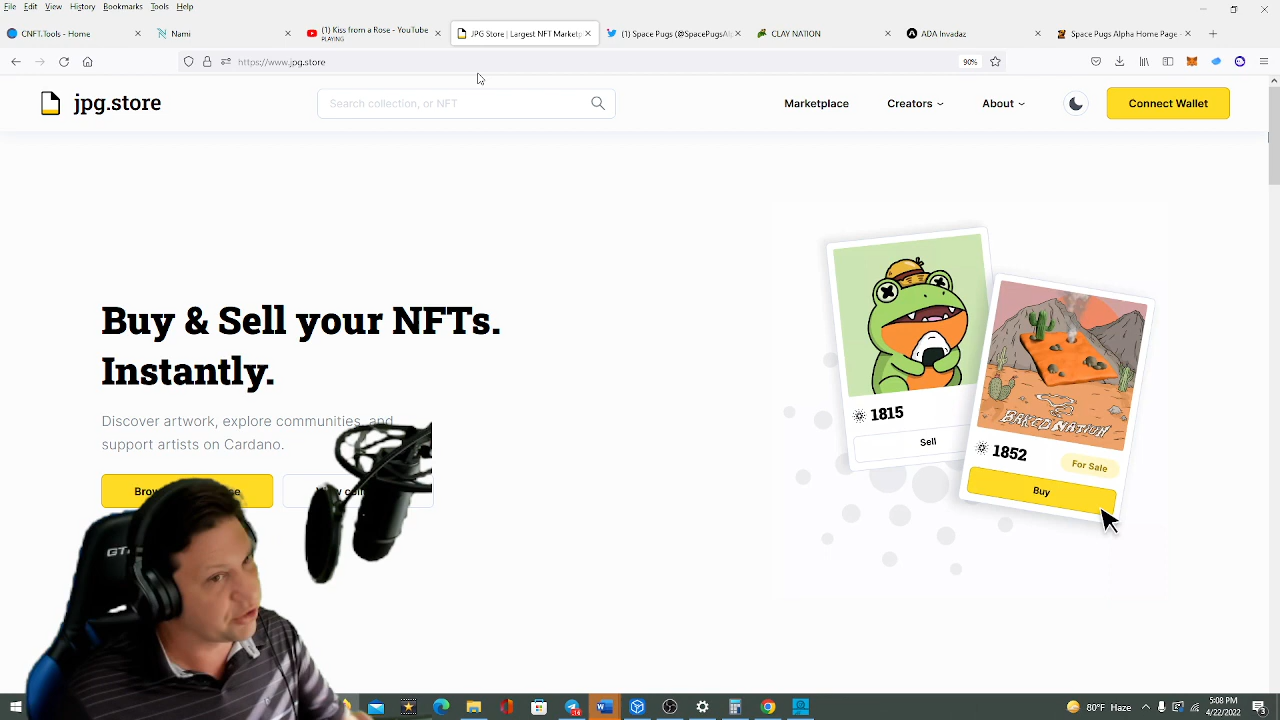 File Edit View History Bookmarks Tools Help
CNFT.Tools - Home
Nami
(1) Kiss from a Rose - YouTube
PLAYING
JPG Store | Largest NFT Marketp
(1) Space Pugs (@SpacePugsAl
CLAY NATION
ADA Invadaz
Space Pugs Alpha Home Page -
https://www.jpg.store
90%
jpg.store
Search collection, or NFT
Marketplace
Creators
About
Connect Wallet
Buy & Sell your NFTs.
Instantly.
Discover artwork, explore communities, and
support artists on Cardano.
1815
Sell
BAKED NATION
1852
For Sale
Buy
GT
80°F Haze
5:08 PM
4/22/2022